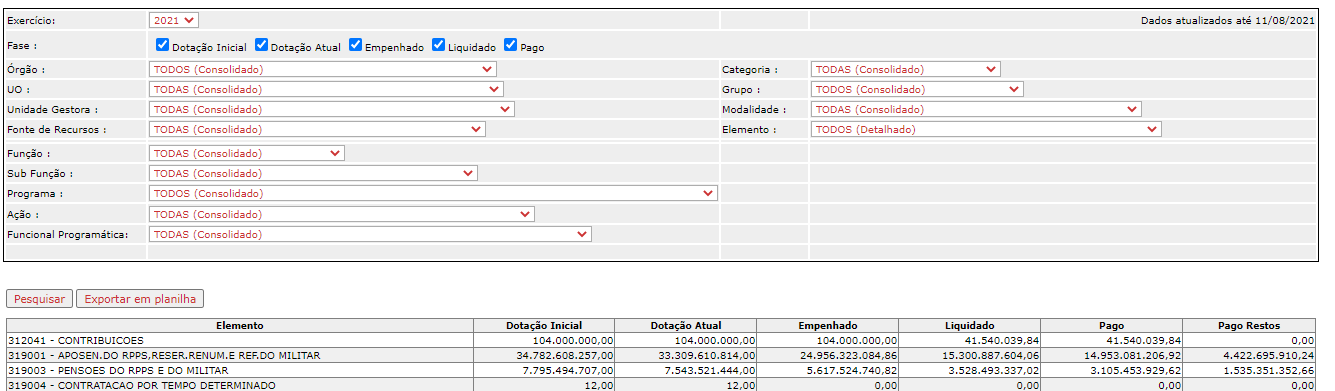 Exercício: 2021 Dados atualizados até 11/08/2021
Fase : Dotação Inicial Dotação Atual Empenhado Liquidado Pago
Órgão : TODOS (Consolidado) Categoria : TODAS (Consolidado)
UO : TODAS (Consolidado) Grupo : TODOS (Consolidado)
Unidade Gestora : TODAS (Consolidado) Modalidade : TODAS (Consolidado)
Fonte de Recursos : TODAS (Consolidado) Elemento : TODOS (Detalhado)
Função : TODAS (Consolidado)
Sub Função : TODAS (Consolidado)
Programa : TODOS (Consolidado)
Ação : TODAS (Consolidado)
Funcional Programática: TODAS (Consolidado)
Pesquisar Exportar em planilha
Elemento Dotação Inicial Dotação Atual Empenhado Liquidado Pago Pago Restos
312041 - CONTRIBUICOES 104.000.000,00 104.000.000,00 104.000.000,00 41.540.039,84 41.540.039,84 0,00
319001 - APOSEN.DO RPPS,RESER.RENUM.E REF.DO MILITAR 34.782.608.257,00 33.309.610.814,00 24.956.323.084,86 15.300.887.604,06 14.953.081.206,92 4.422.695.910,24
319003 - PENSOES DO RPPS E DO MILITAR 7.795.494.707,00 7.543.521.444,00 5.617.524.740,82 3.528.493.337,02 3.105.453.929,62 1.535.351.352,66
319004 - CONTRATACAO POR TEMPO DETERMINADO 12,00 12,00 0,00 0,00 0,00 0,00